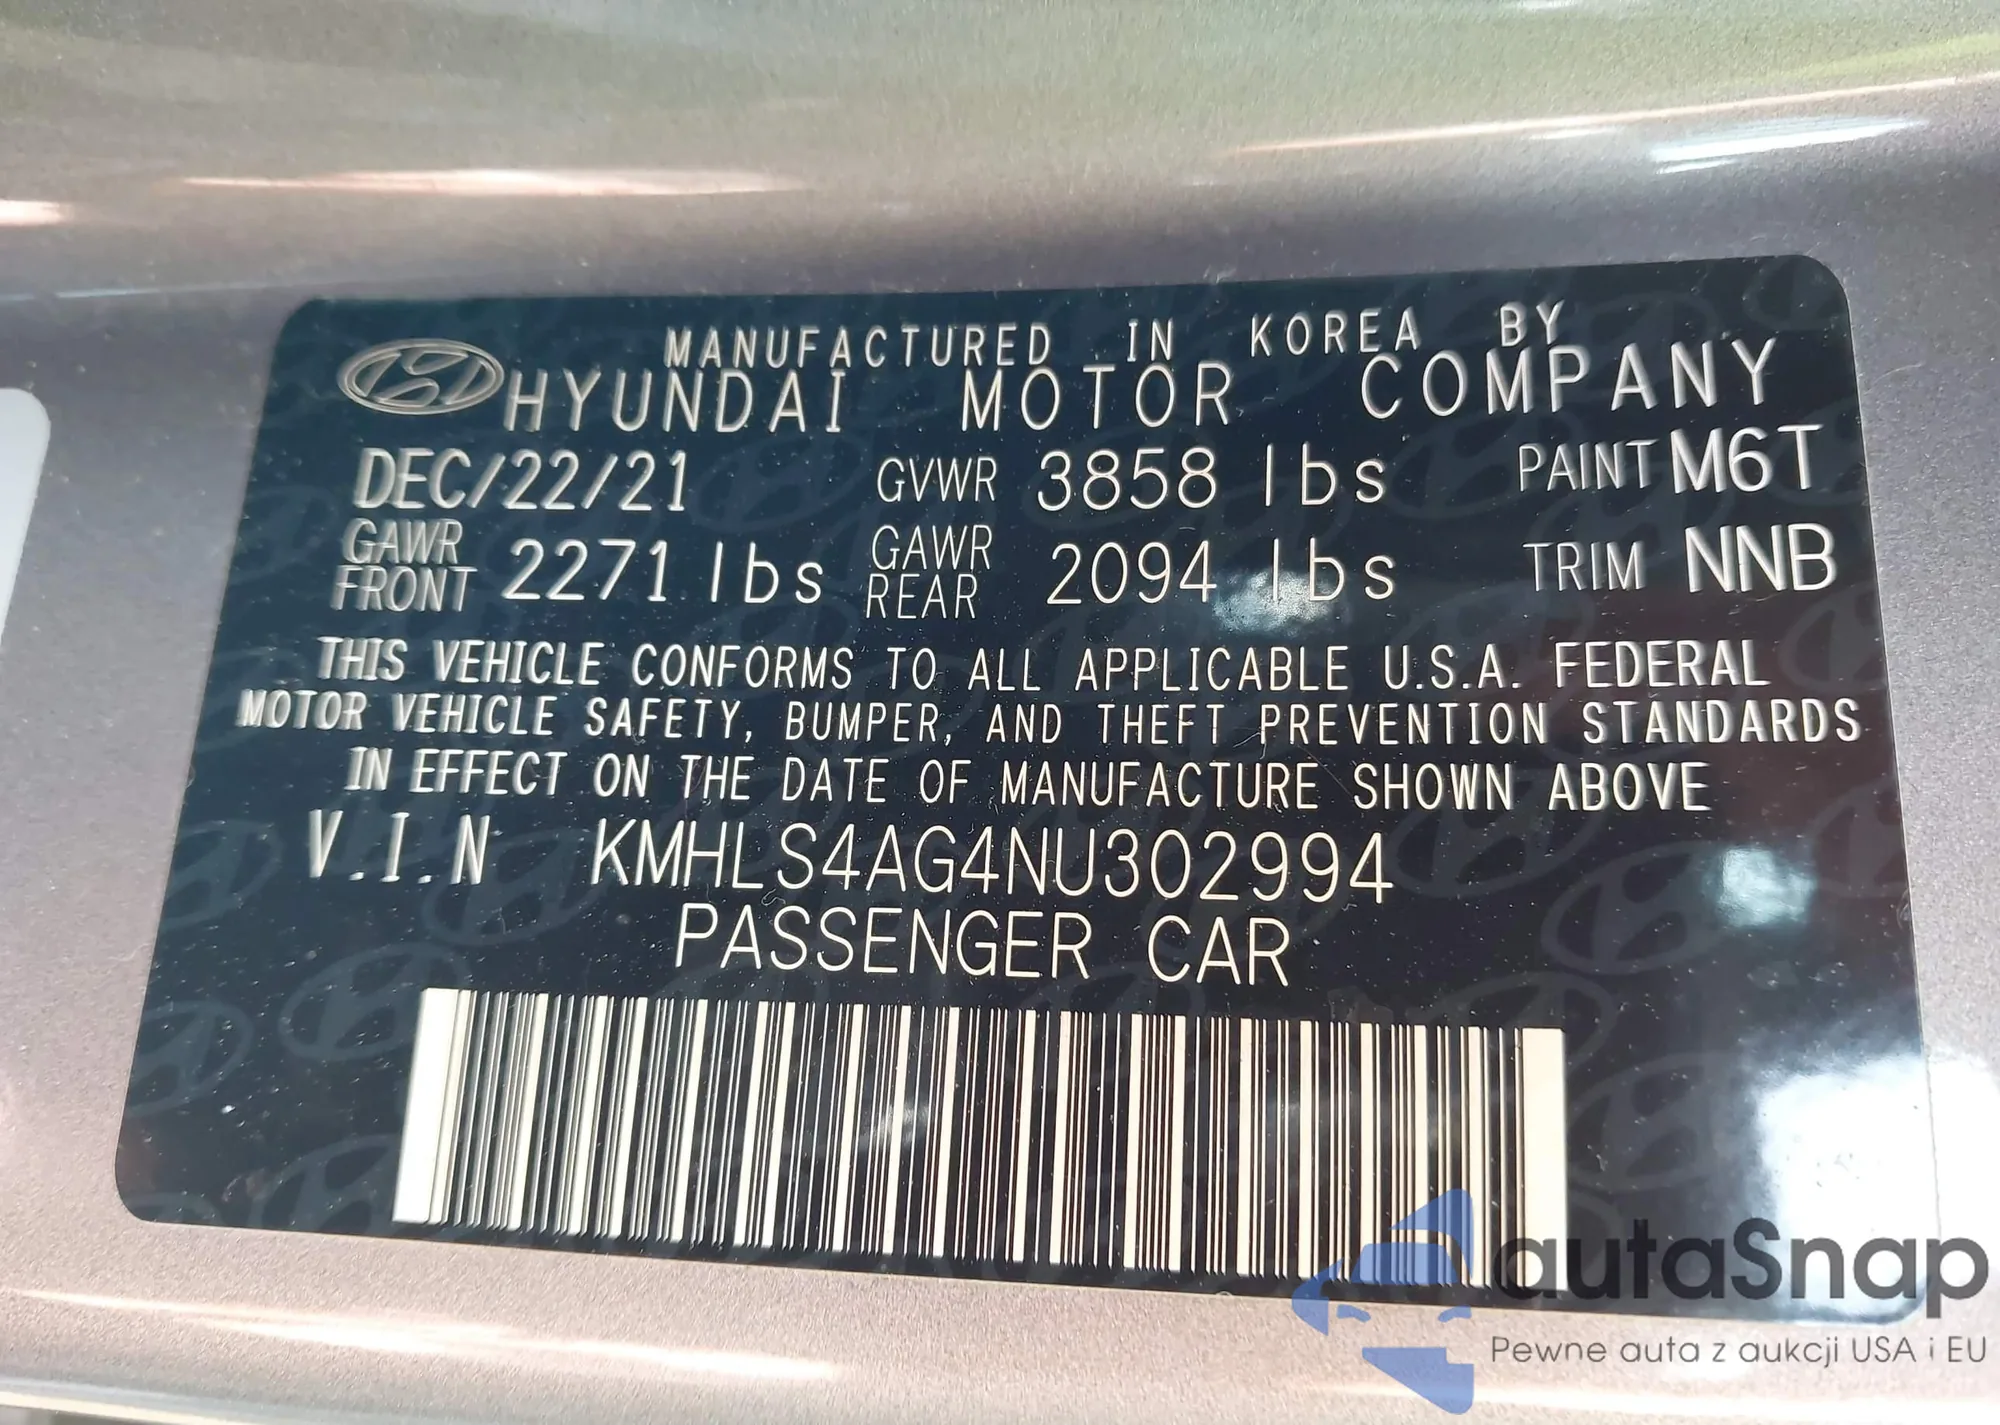 MANUFACTURED IN KOREA BY
HYUNDAI MOTOR COMPANY
DEC/22/21 GVWR 3858 lbs PAINT M6T
GAWR FRONT 2271 lbs GAWR REAR 2094 lbs TRIM NNB
THIS VEHICLE CONFORMS TO ALL APPLICABLE U.S.A. FEDERAL
MOTOR VEHICLE SAFETY, BUMPER, AND THEFT PREVENTION STANDARDS
IN EFFECT ON THE DATE OF MANUFACTURE SHOWN ABOVE
V.I.N KMHLS4AG4NU302994
PASSENGER CAR
autaSnap
Pewne auta z aukcji USA i EU